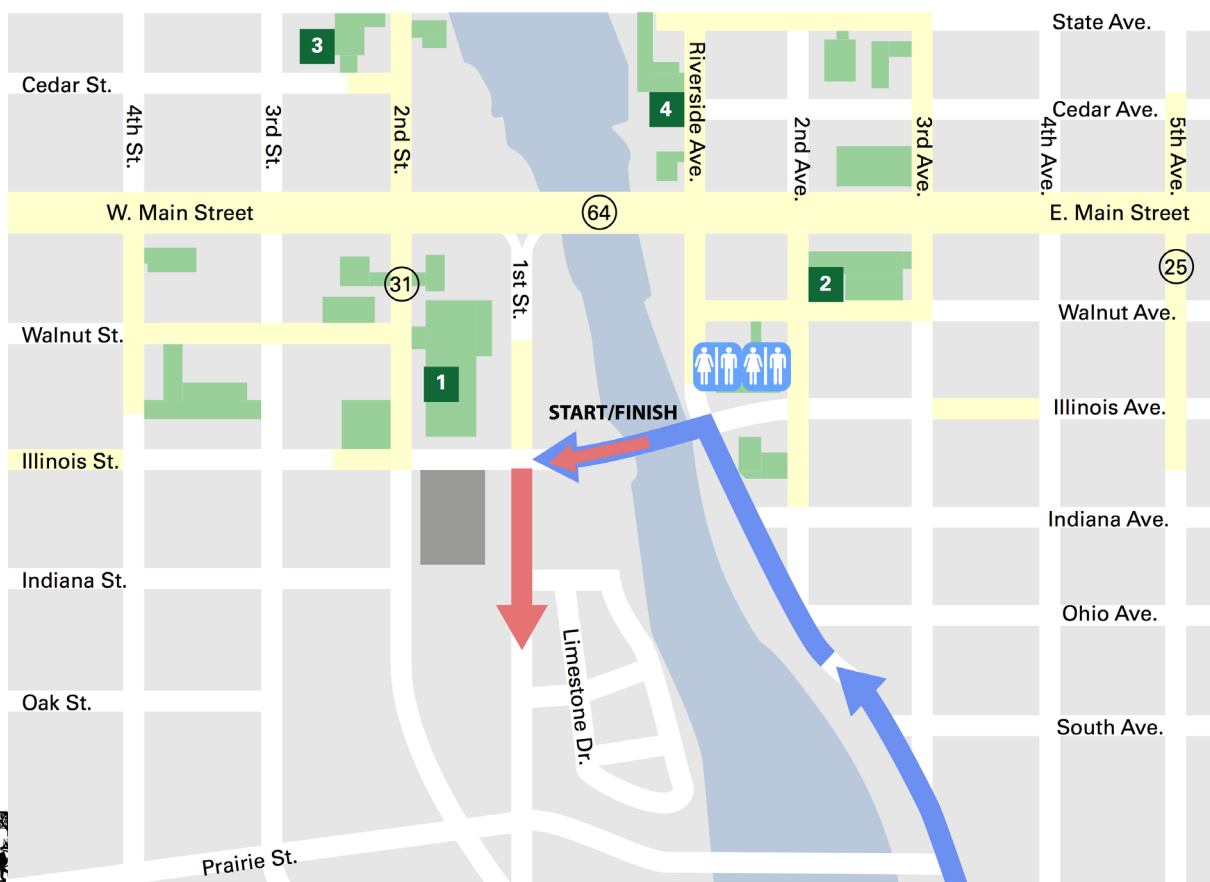 State Ave.
3
Cedar St.
4
Riverside Ave.
Cedar Ave.
4th St.
3rd St.
2nd St.
2nd Ave.
3rd Ave.
4th Ave.
5th Ave.
W. Main Street
64
E. Main Street
31
1st St.
2
25
Walnut St.
Walnut Ave.
1
START/FINISH
Illinois Ave.
Illinois St.
Indiana Ave.
Indiana St.
Ohio Ave.
Limestone Dr.
Oak St.
South Ave.
Prairie St.